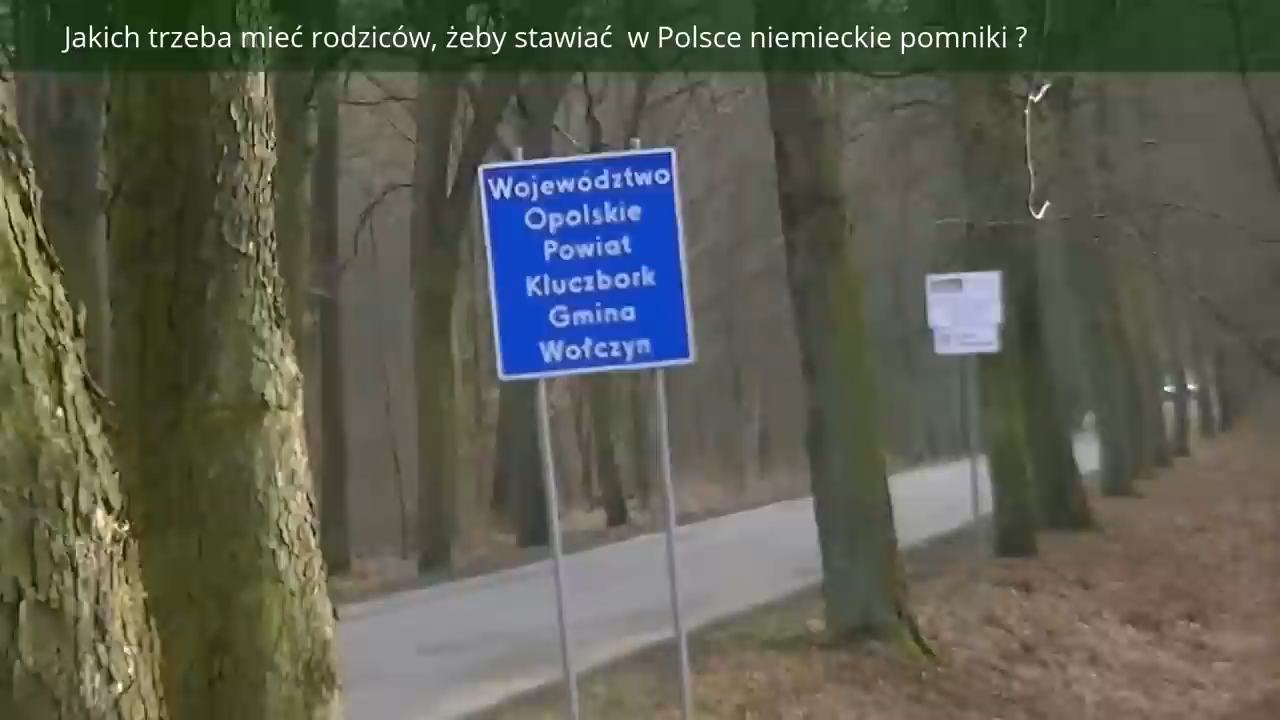 Jakich trzeba mieć rodziców, żeby stawiać w Polsce niemieckie pomniki ?
Województwo
Opolskie
Powiat
Kluczbork
Gmina
Wołczyn